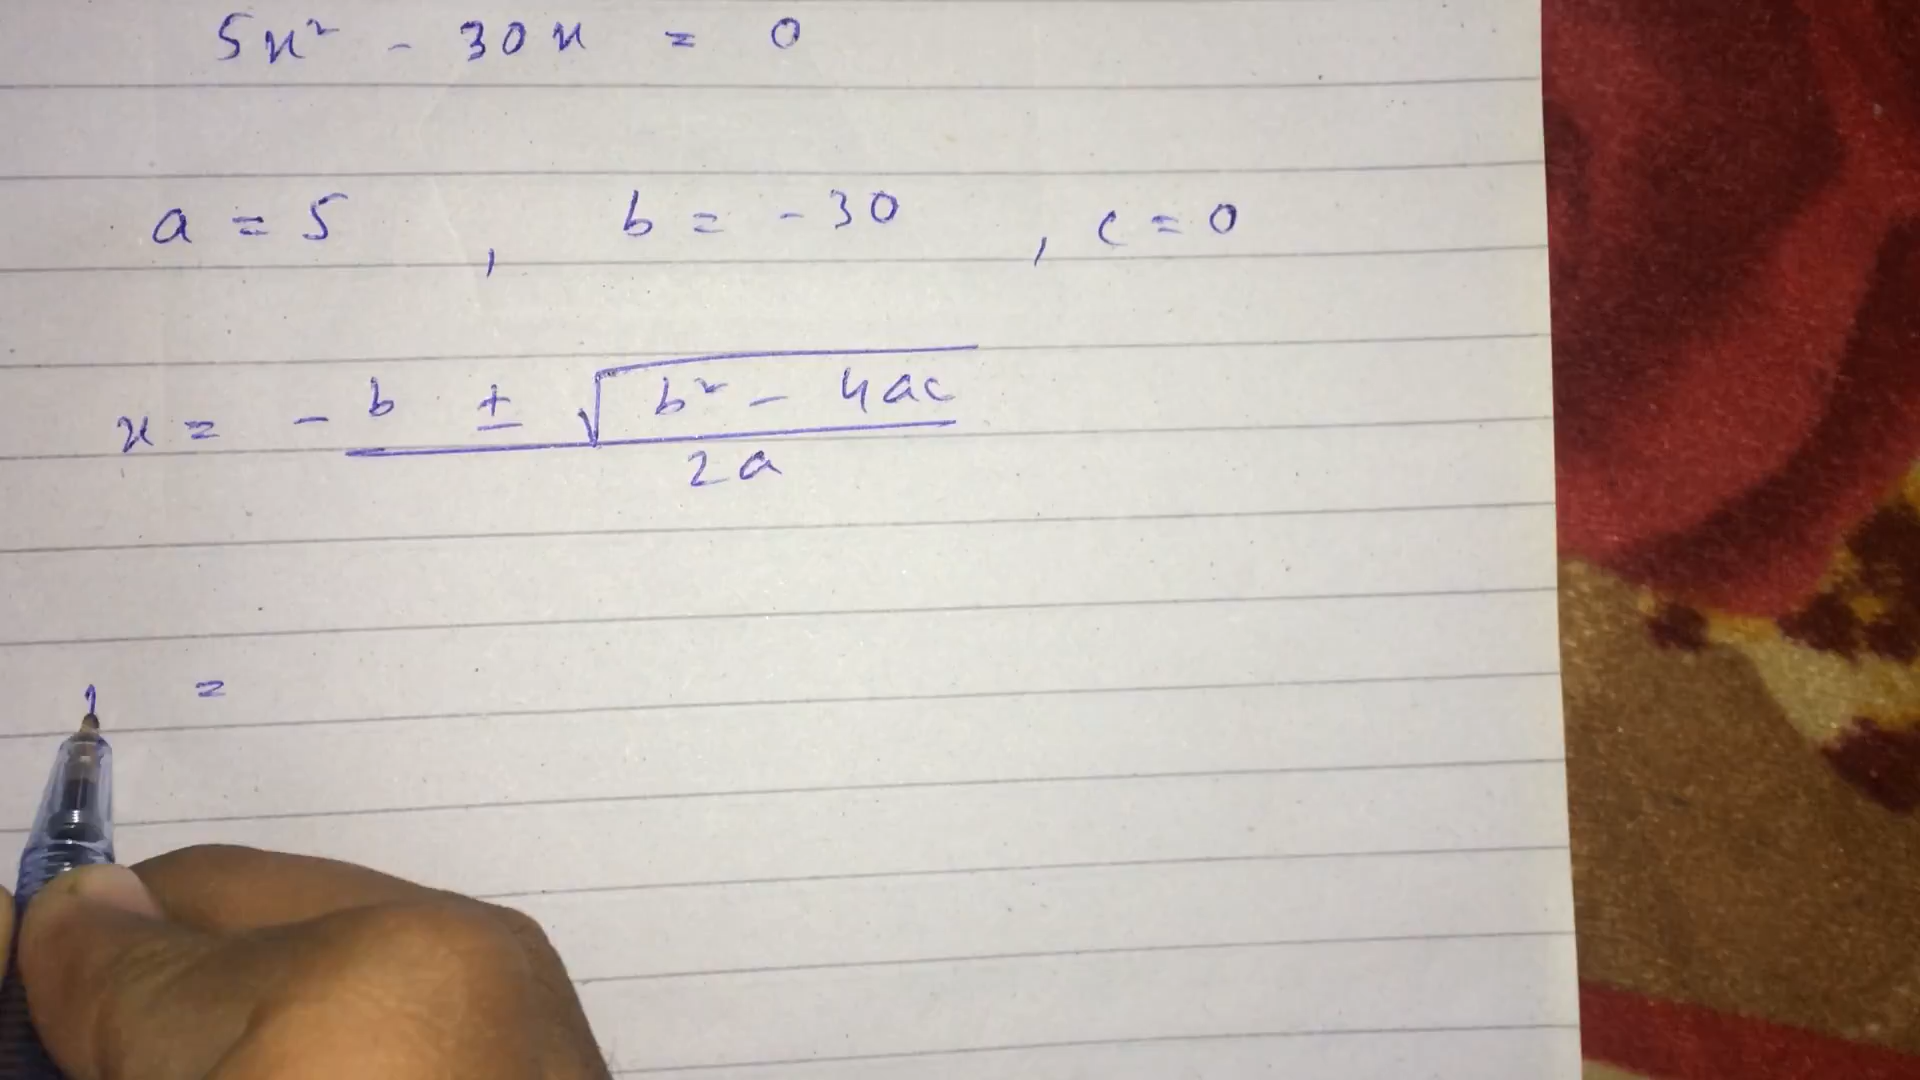 5x² - 30x = 0
a = 5 , b = -30 , c = 0
x = -b ± √(b² - 4ac) / 2a
=